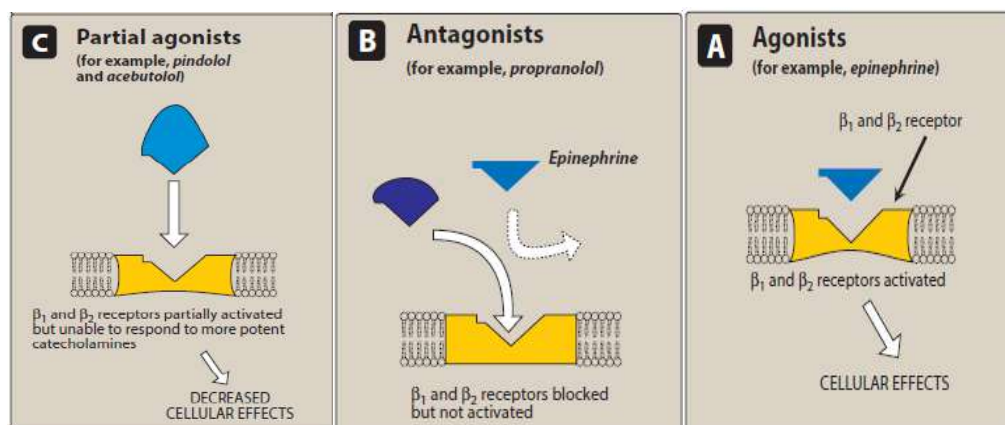 C
Partial agonists
(for example, pindolol
and acebutolol)
β1 and β2 receptors partially activated
but unable to respond to more potent
catecholamines
DECREASED
CELLULAR EFFECTS
B
Antagonists
(for example, propranolol)
Epinephrine
β1 and β2 receptors blocked
but not activated
A
Agonists
(for example, epinephrine)
β1 and β2 receptor
β1 and β2 receptors activated
CELLULAR EFFECTS